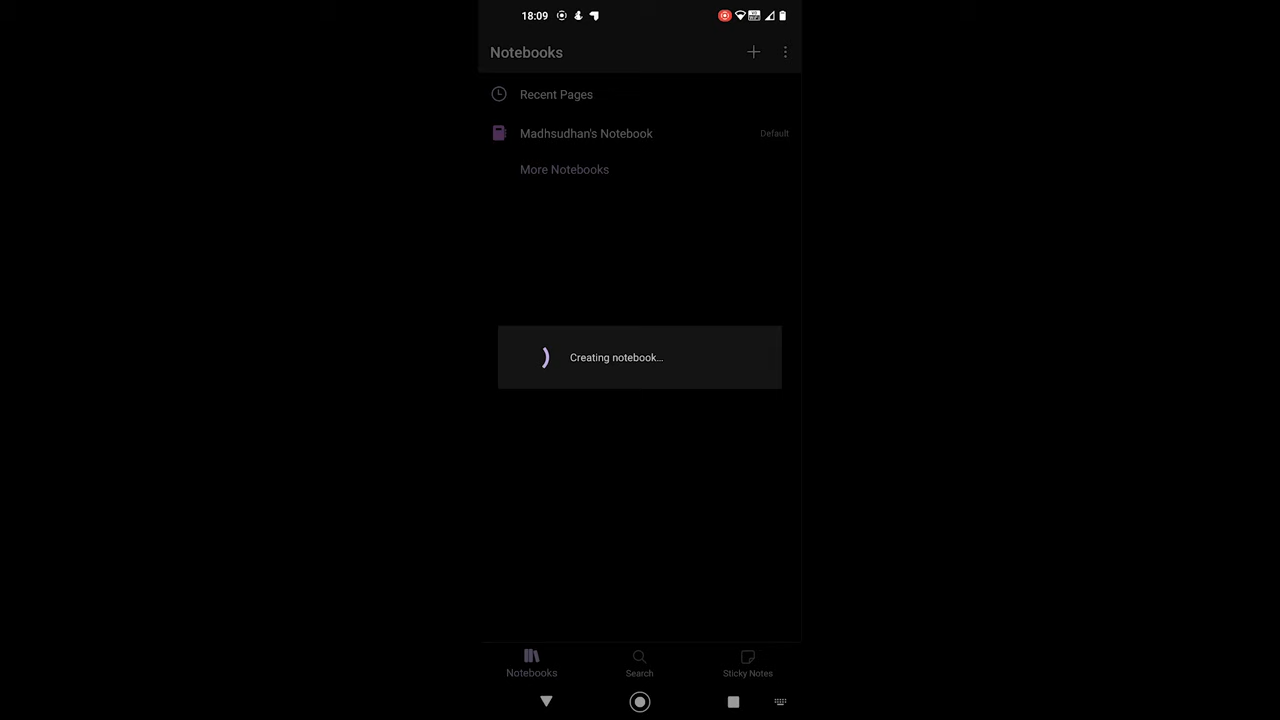 18:09
Notebooks
Recent Pages
Madhsudhan's Notebook Default
More Notebooks
Creating notebook...
Notebooks Search Sticky Notes